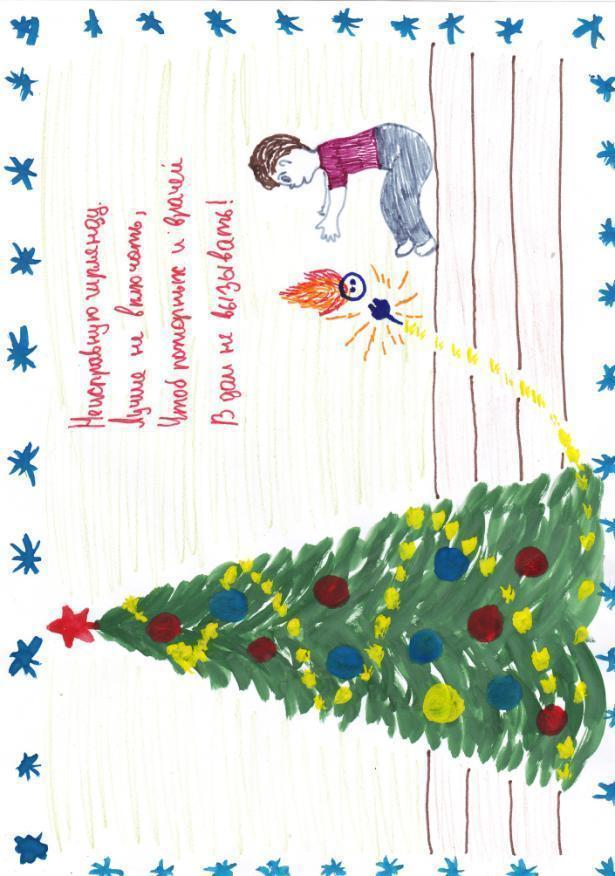 Неисправную гирлянду.
Лучше не включать,
Чтоб пожарных и врачей
В дом не вызывать!